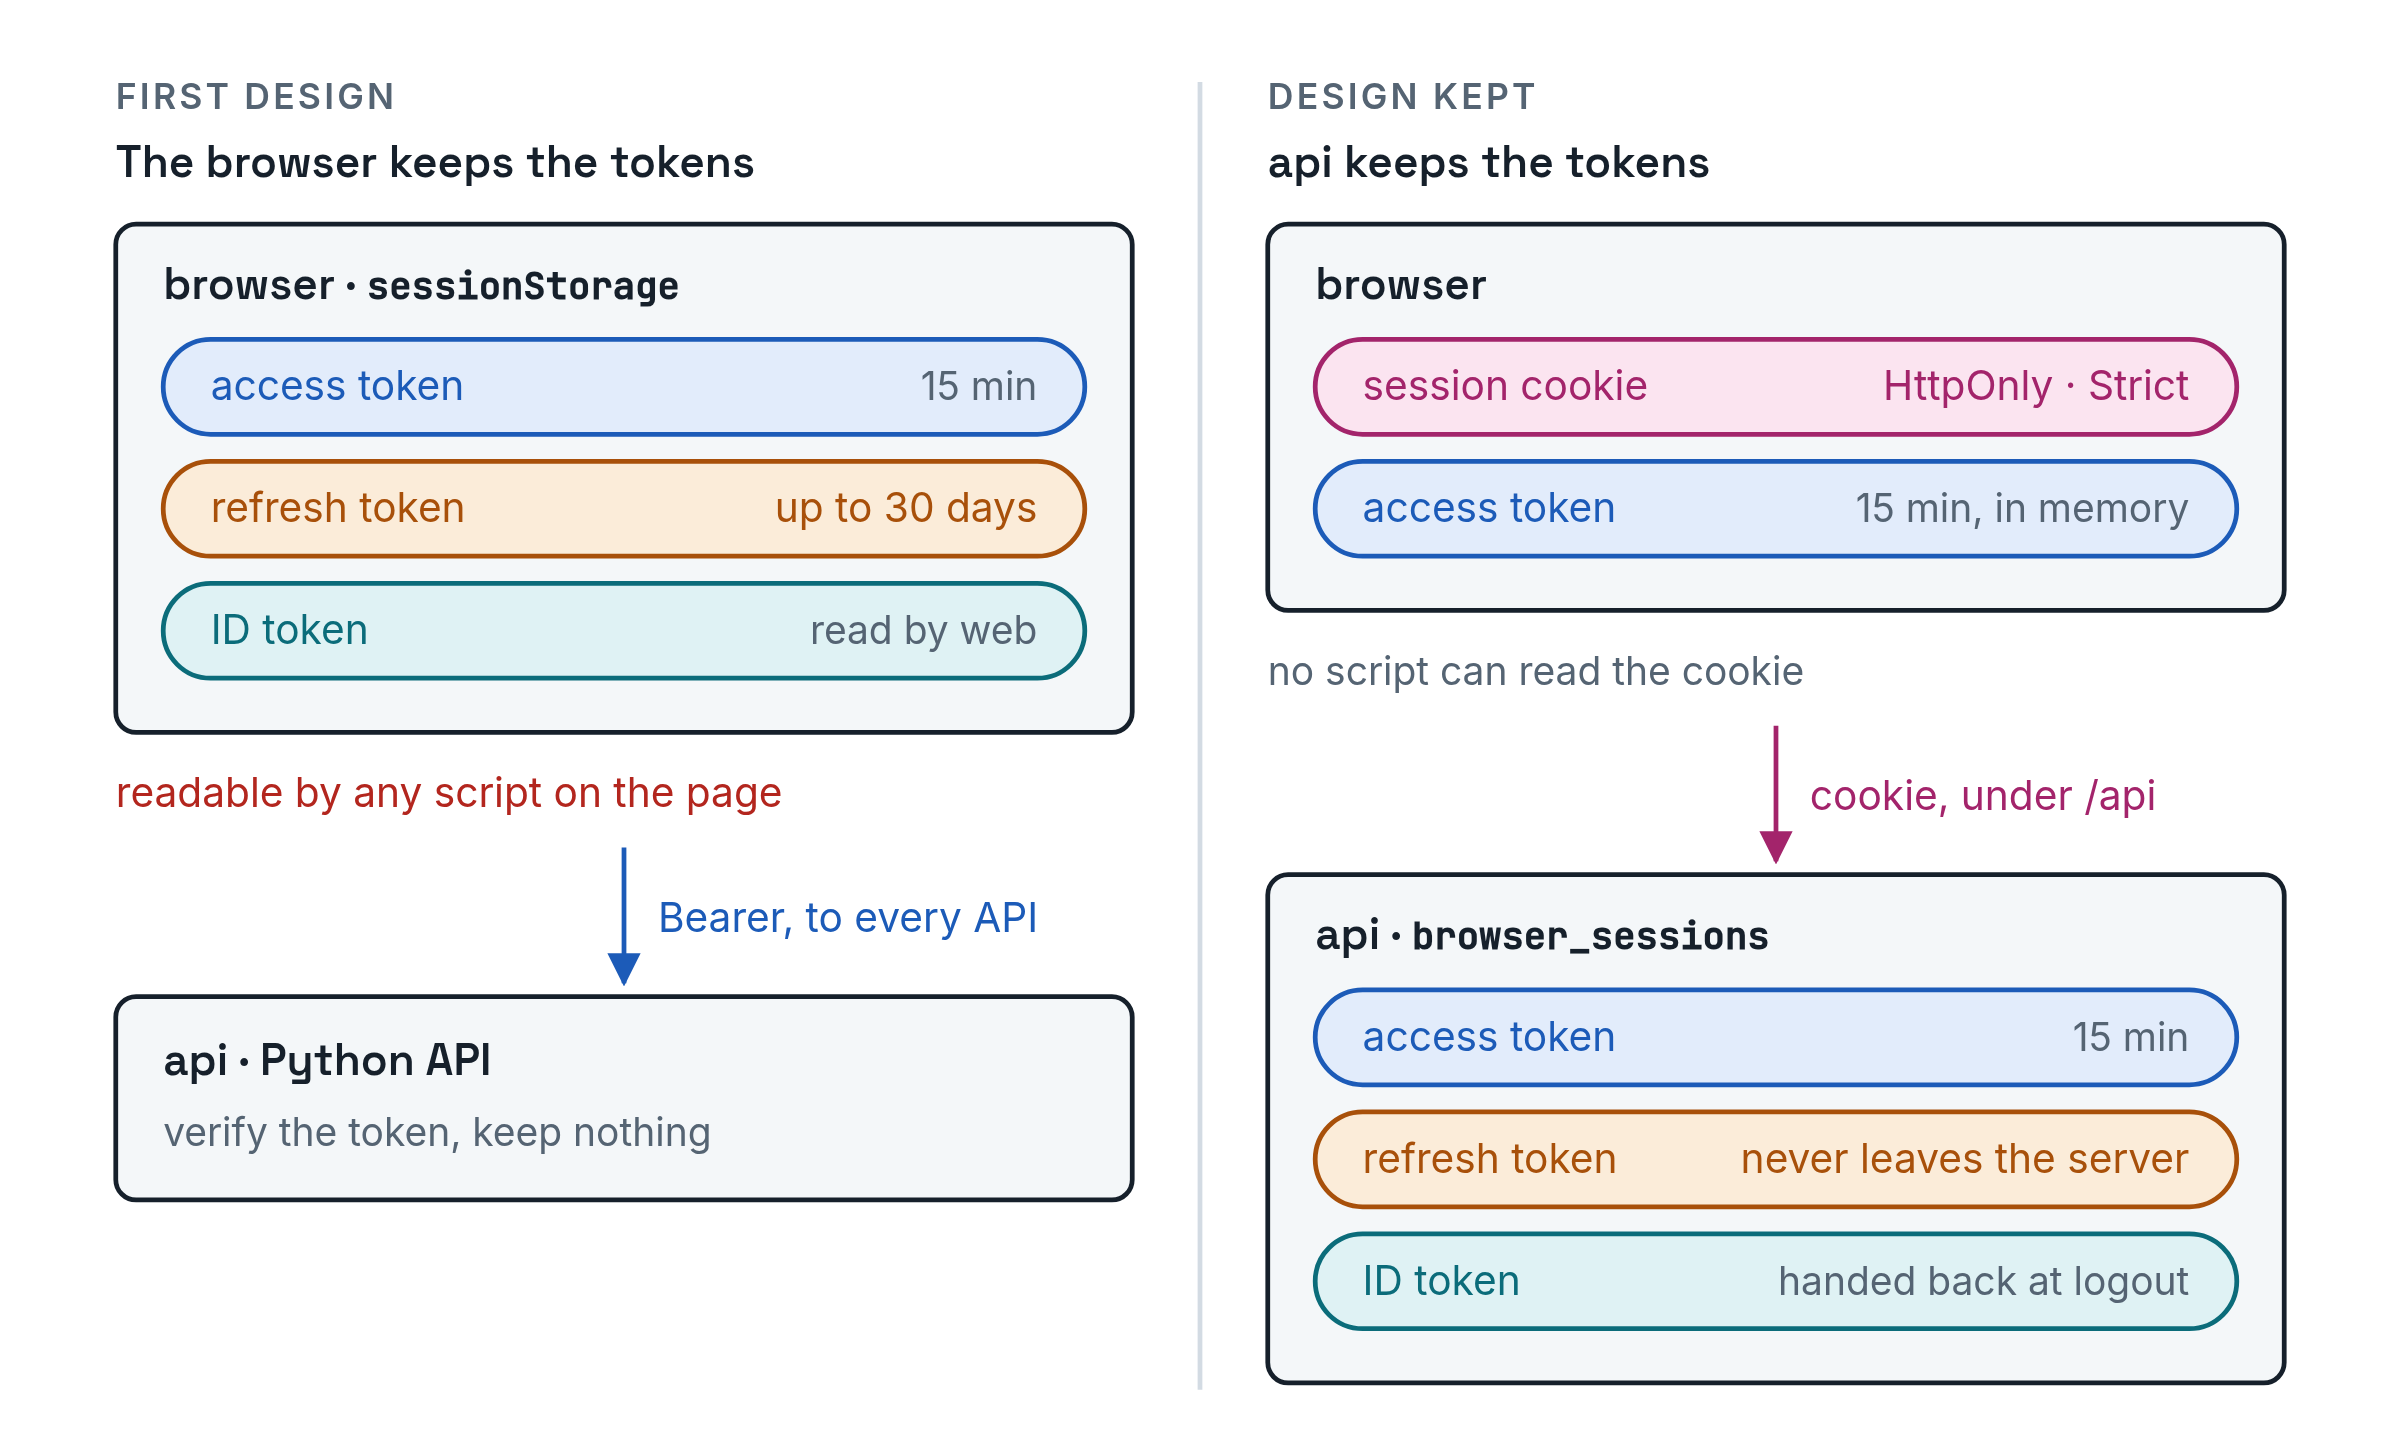 FIRST DESIGN
The browser keeps the tokens
browser · sessionStorage
access token 15 min
refresh token up to 30 days
ID token read by web
readable by any script on the page
Bearer, to every API
api · Python API
verify the token, keep nothing
DESIGN KEPT
api keeps the tokens
browser
session cookie HttpOnly · Strict
access token 15 min, in memory
no script can read the cookie
cookie, under /api
api · browser_sessions
access token 15 min
refresh token never leaves the server
ID token handed back at logout